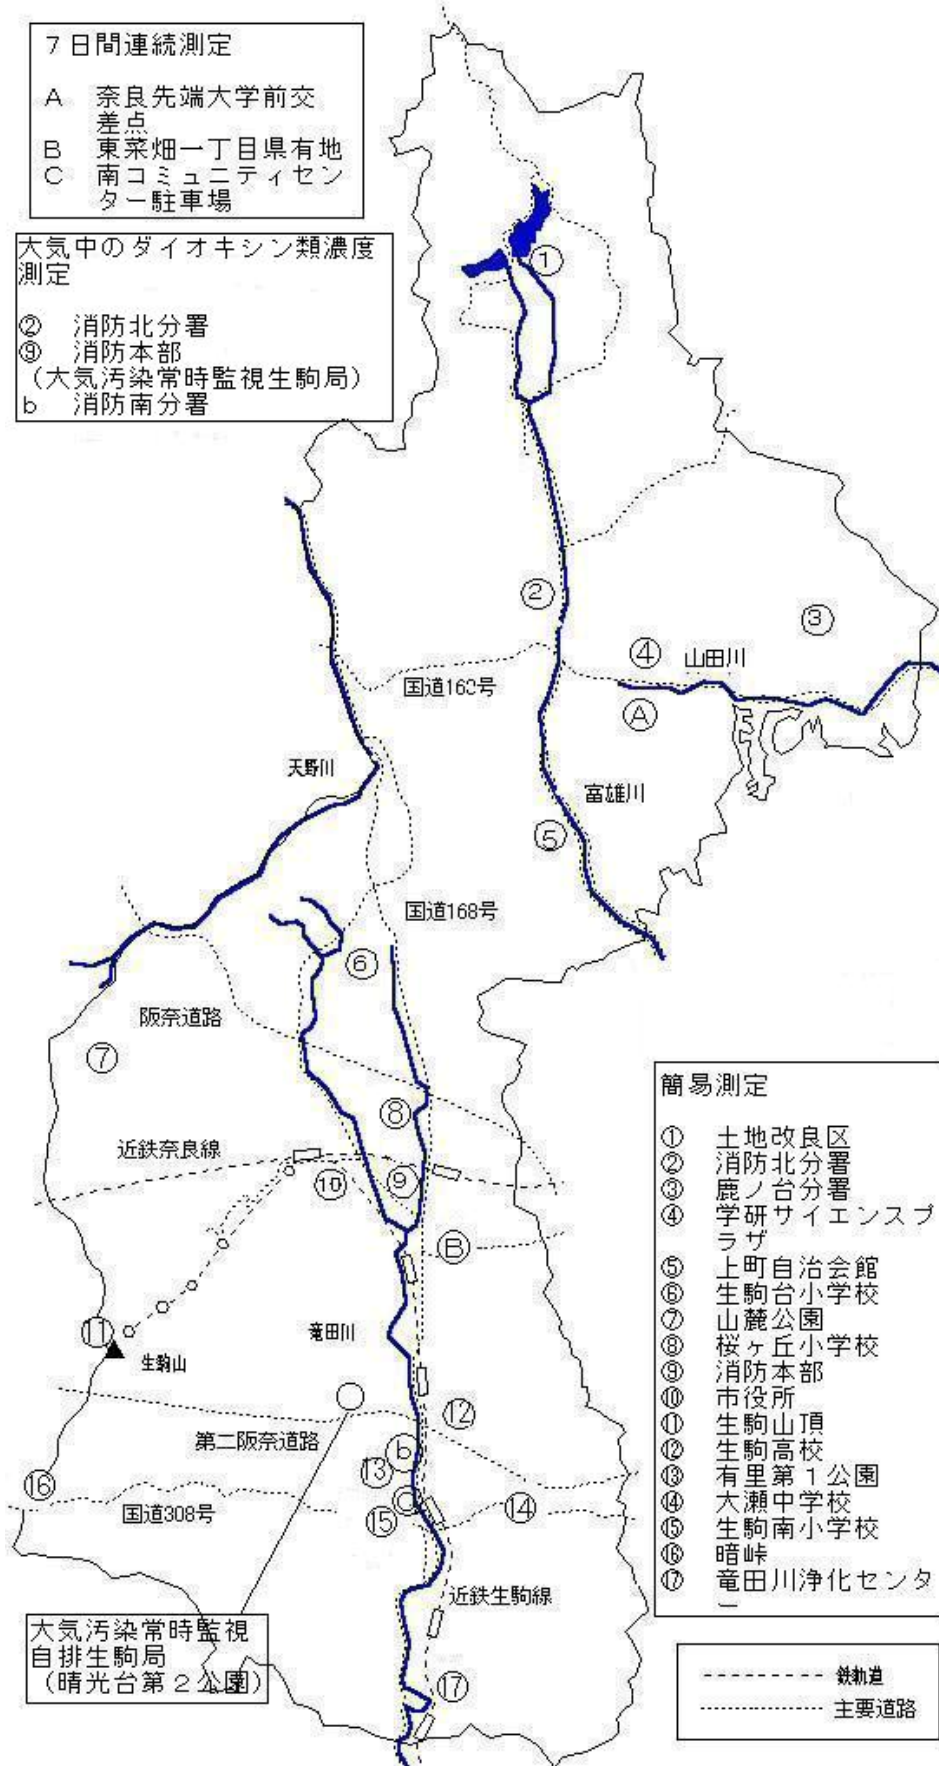 7日間連続測定
A 奈良先端大学前交
差点
B 東菜畑一丁目県有地
C 南コミュニティセン
ター駐車場
大気中のダイオキシン類濃度
測定
② 消防北分署
⑨ 消防本部
(大気汚染常時監視生駒局)
b 消防南分署
①
②
③
④
山田川
国道163号
A
天野川
富雄川
⑤
国道168号
⑥
阪奈道路
⑦
⑧
近鉄奈良線
⑩
⑨
B
⑪
生駒山
竜田川
⑫
第二阪奈道路
b
⑬
⑯
国道308号
C
⑮
⑭
近鉄生駒線
⑰
簡易測定
① 土地改良区
② 消防北分署
③ 鹿ノ台分署
④ 学研サイエンスプ
ラザ
⑤ 上町自治会館
⑥ 生駒台小学校
⑦ 山麓公園
⑧ 桜ヶ丘小学校
⑨ 消防本部
⑩ 市役所
⑪ 生駒山頂
⑫ 生駒高校
⑬ 有里第1公園
⑭ 大瀬中学校
⑮ 生駒南小学校
⑯ 暗峠
⑰ 竜田川浄化センタ
ー
大気汚染常時監視
自排生駒局
(晴光台第2公園)
鉄軌道
主要道路